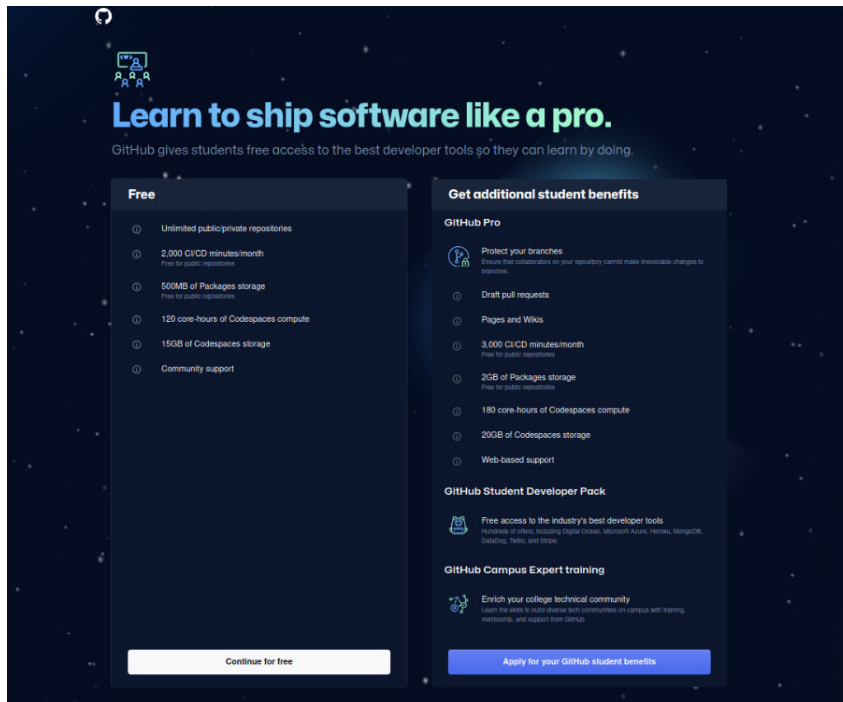 Learn to ship software like a pro.
GitHub gives students free access to the best developer tools so they can learn by doing.
Free
Unlimited public/private repositories
2,000 CI/CD minutes/month
Free for public repositories
500MB of Packages storage
Free for public repositories
120 core-hours of Codespaces compute
15GB of Codespaces storage
Community support
Continue for free
Get additional student benefits
GitHub Pro
Protect your branches
Ensure that collaborators on your repository cannot make irrevocable changes to
branches.
Draft pull requests
Pages and Wikis
3,000 CI/CD minutes/month
Free for public repositories
2GB of Packages storage
Free for public repositories
180 core-hours of Codespaces compute
20GB of Codespaces storage
Web-based support
GitHub Student Developer Pack
Free access to the industry's best developer tools
Hundreds of offers, including Digital Ocean, Microsoft Azure, Heroku, MongoDB,
DataDog, Twilio, and Stripe.
GitHub Campus Expert training
Enrich your college technical community
Learn the skills to build diverse tech communities on campus with training,
mentorship, and support from GitHub.
Apply for your GitHub student benefits